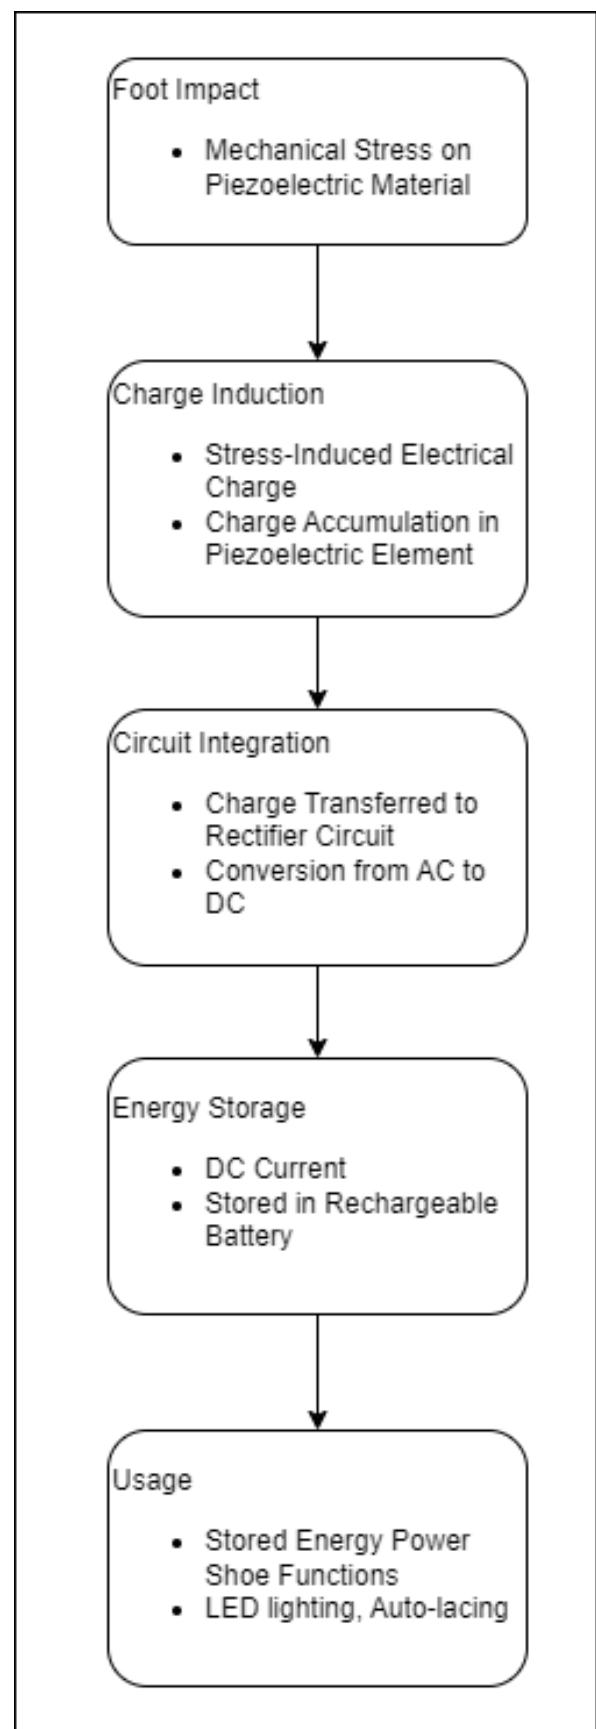 Foot Impact
• Mechanical Stress on
Piezoelectric Material
Charge Induction
• Stress-Induced Electrical
Charge
• Charge Accumulation in
Piezoelectric Element
Circuit Integration
• Charge Transferred to
Rectifier Circuit
• Conversion from AC to
DC
Energy Storage
• DC Current
• Stored in Rechargeable
Battery
Usage
• Stored Energy Power
Shoe Functions
• LED lighting, Auto-lacing